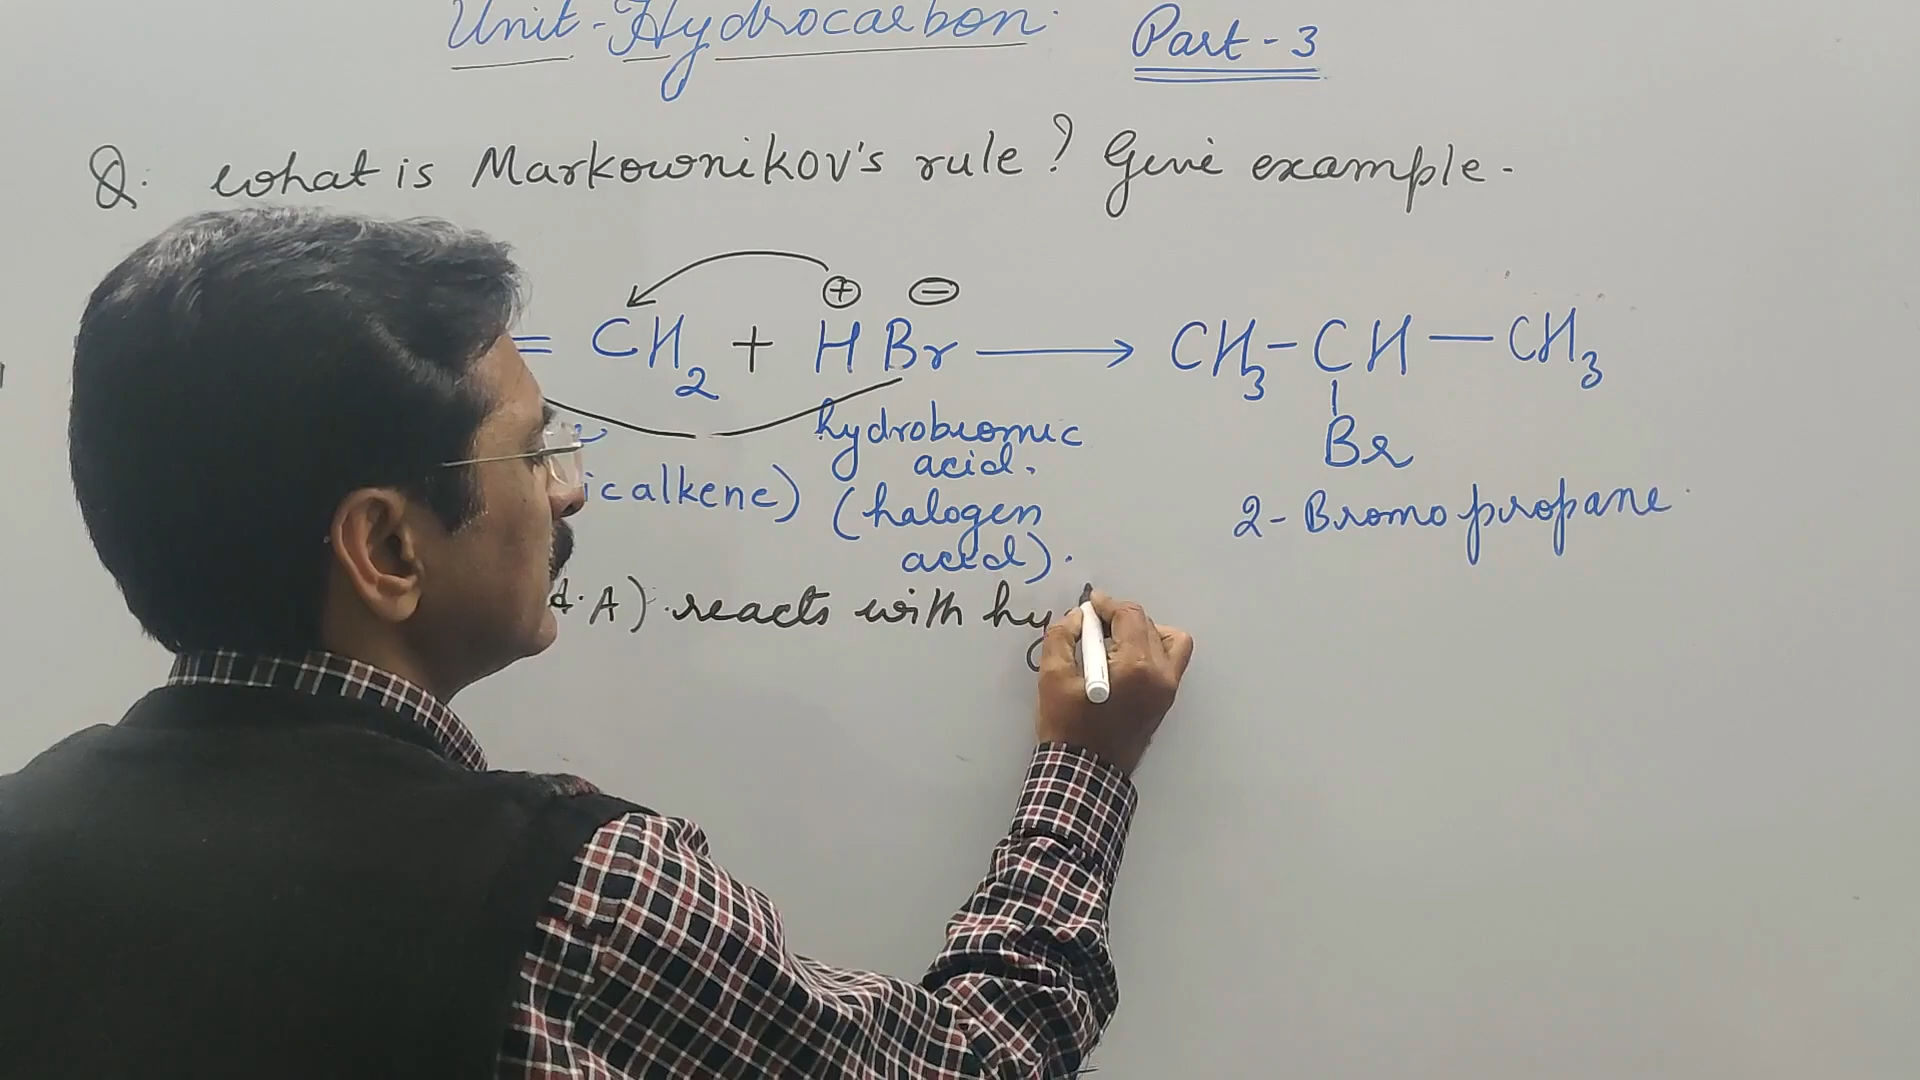 Unit-Hydrocarbon. Part-3
Q. what is Markownikov's rule? Give example.
= CH2 + H⊕ Br⊖ → CH3-CH-CH3
Br
hydrobromic
acid.
icalkene) (halogen
acid).
2-Bromopropane.
A) reacts with hy